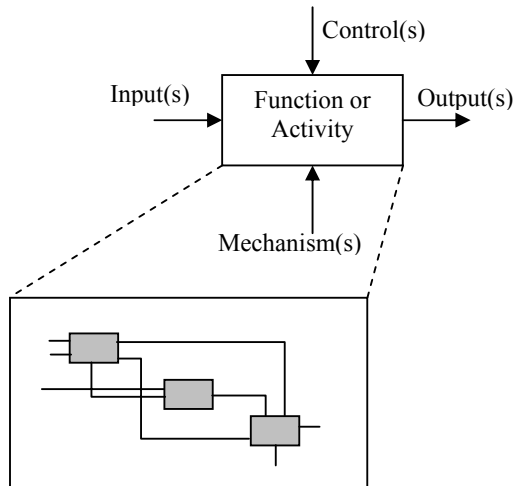 Control(s)
Input(s)
Function or
Activity
Output(s)
Mechanism(s)